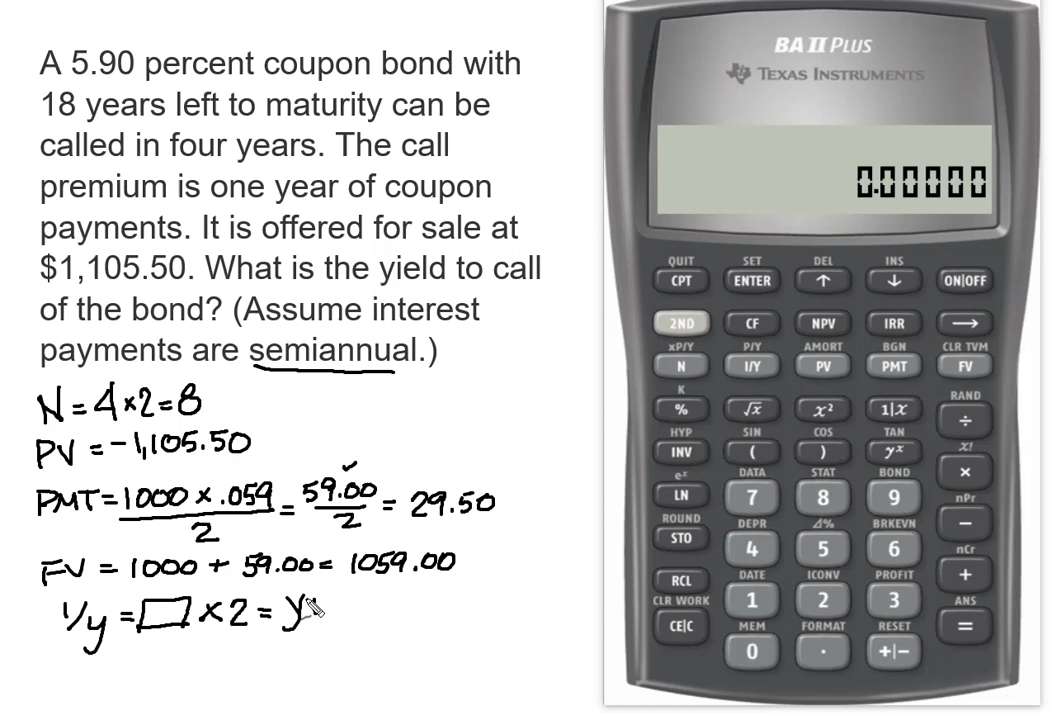 A 5.90 percent coupon bond with
18 years left to maturity can be
called in four years. The call
premium is one year of coupon
payments. It is offered for sale at
$1,105.50. What is the yield to call
of the bond? (Assume interest
payments are semiannual.)
N = 4 × 2 = 8
PV = -1,105.50
PMT = 1000 × .059 / 2 = 59.00 / 2 = 29.50
FV = 1000 + 59.00 = 1059.00
I/y = □ × 2 = y
BA II PLUS
TEXAS INSTRUMENTS
0.00000
QUIT SET DEL INS
CPT ENTER ↑ ↓ ON|OFF
2ND CF NPV IRR →
xP/Y P/Y AMORT BGN CLR TVM
N I/Y PV PMT FV
K RAND
% √x x² 1|x ÷
HYP SIN COS TAN x!
INV ( ) yˣ ×
eˣ DATA STAT BOND nPr
LN 7 8 9 −
ROUND DEPR Δ% BRKEVN nCr
STO 4 5 6 +
DATE ICONV PROFIT
RCL 1 2 3
CLR WORK MEM FORMAT RESET ANS
CE|C 0 . +|− =